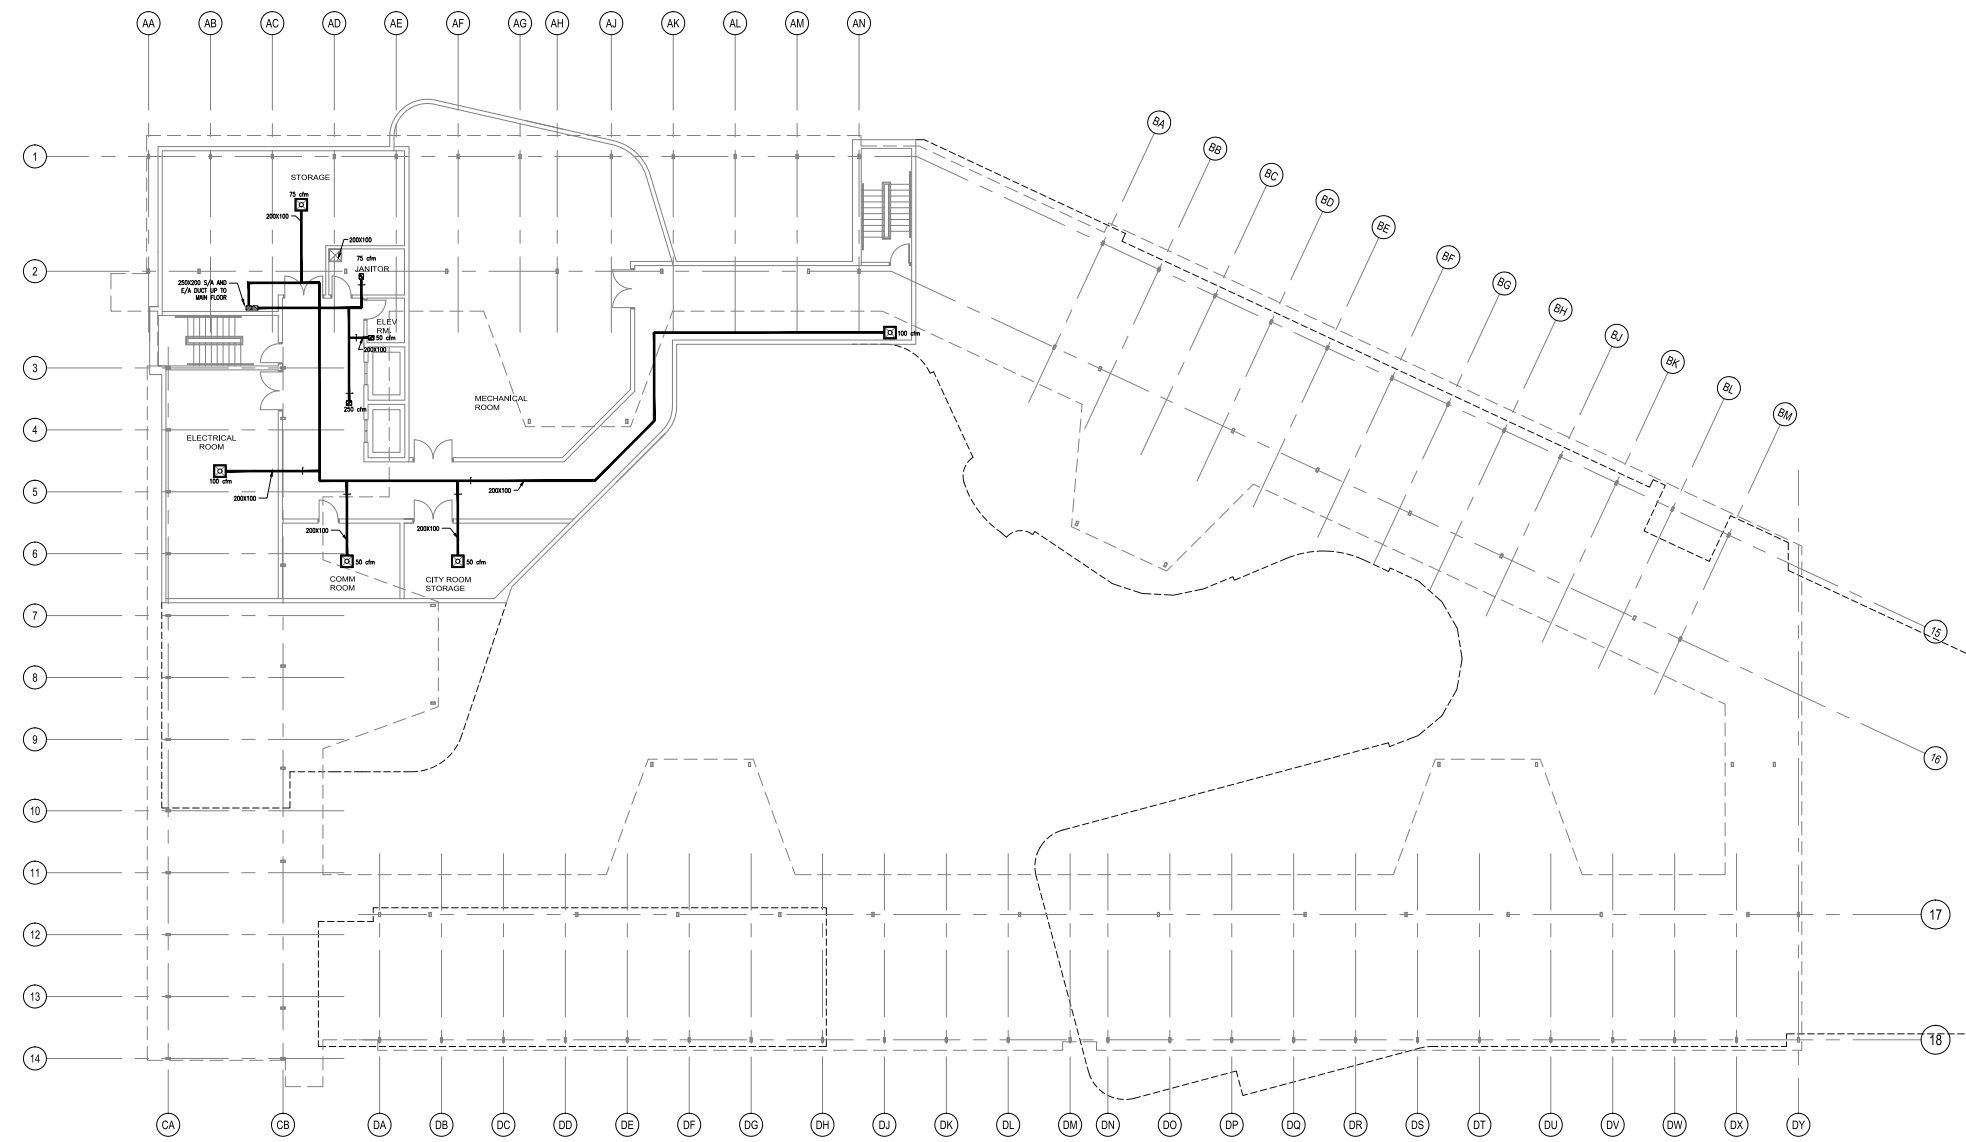 AA AB AC AD AE AF AG AH AJ AK AL AM AN
BA
BB
BC
BD
BE
BF
BG
BH
BJ
BK
BL
BM
1
STORAGE
75 cfm
200X100
200X100
75 cfm
JANITOR
2
250X200 S/A AND
E/A DUCT UP TO
MAIN FLOOR
ELEV
RM.
50 cfm
200X100
100 cfm
3
250 cfm
MECHANICAL
ROOM
4
ELECTRICAL
ROOM
100 cfm
200X100
200X100
5
200X100
200X100
6
50 cfm
50 cfm
COMM
ROOM
CITY ROOM
STORAGE
7
15
8
9
16
10
11
12
17
13
14
18
CA CB DA DB DC DD DE DF DG DH DJ DK DL DM DN DO DP DQ DR DS DT DU DV DW DX DY